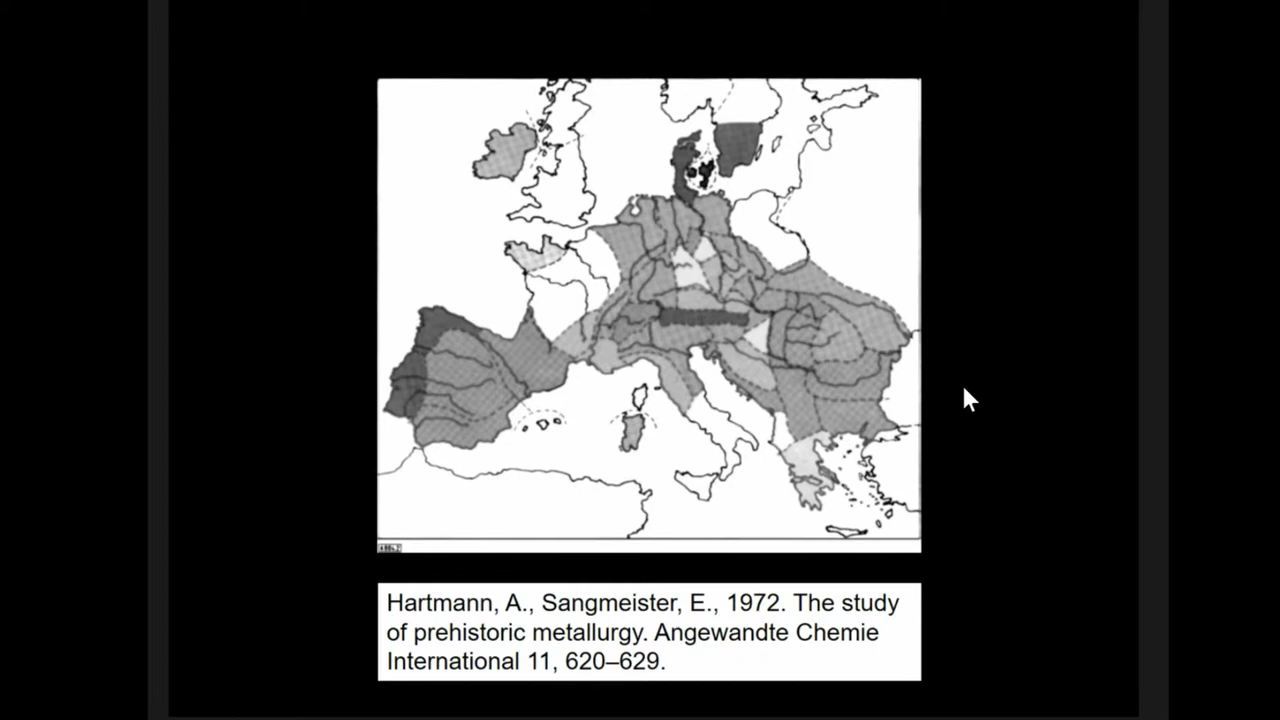 Hartmann, A., Sangmeister, E., 1972. The study
of prehistoric metallurgy. Angewandte Chemie
International 11, 620–629.